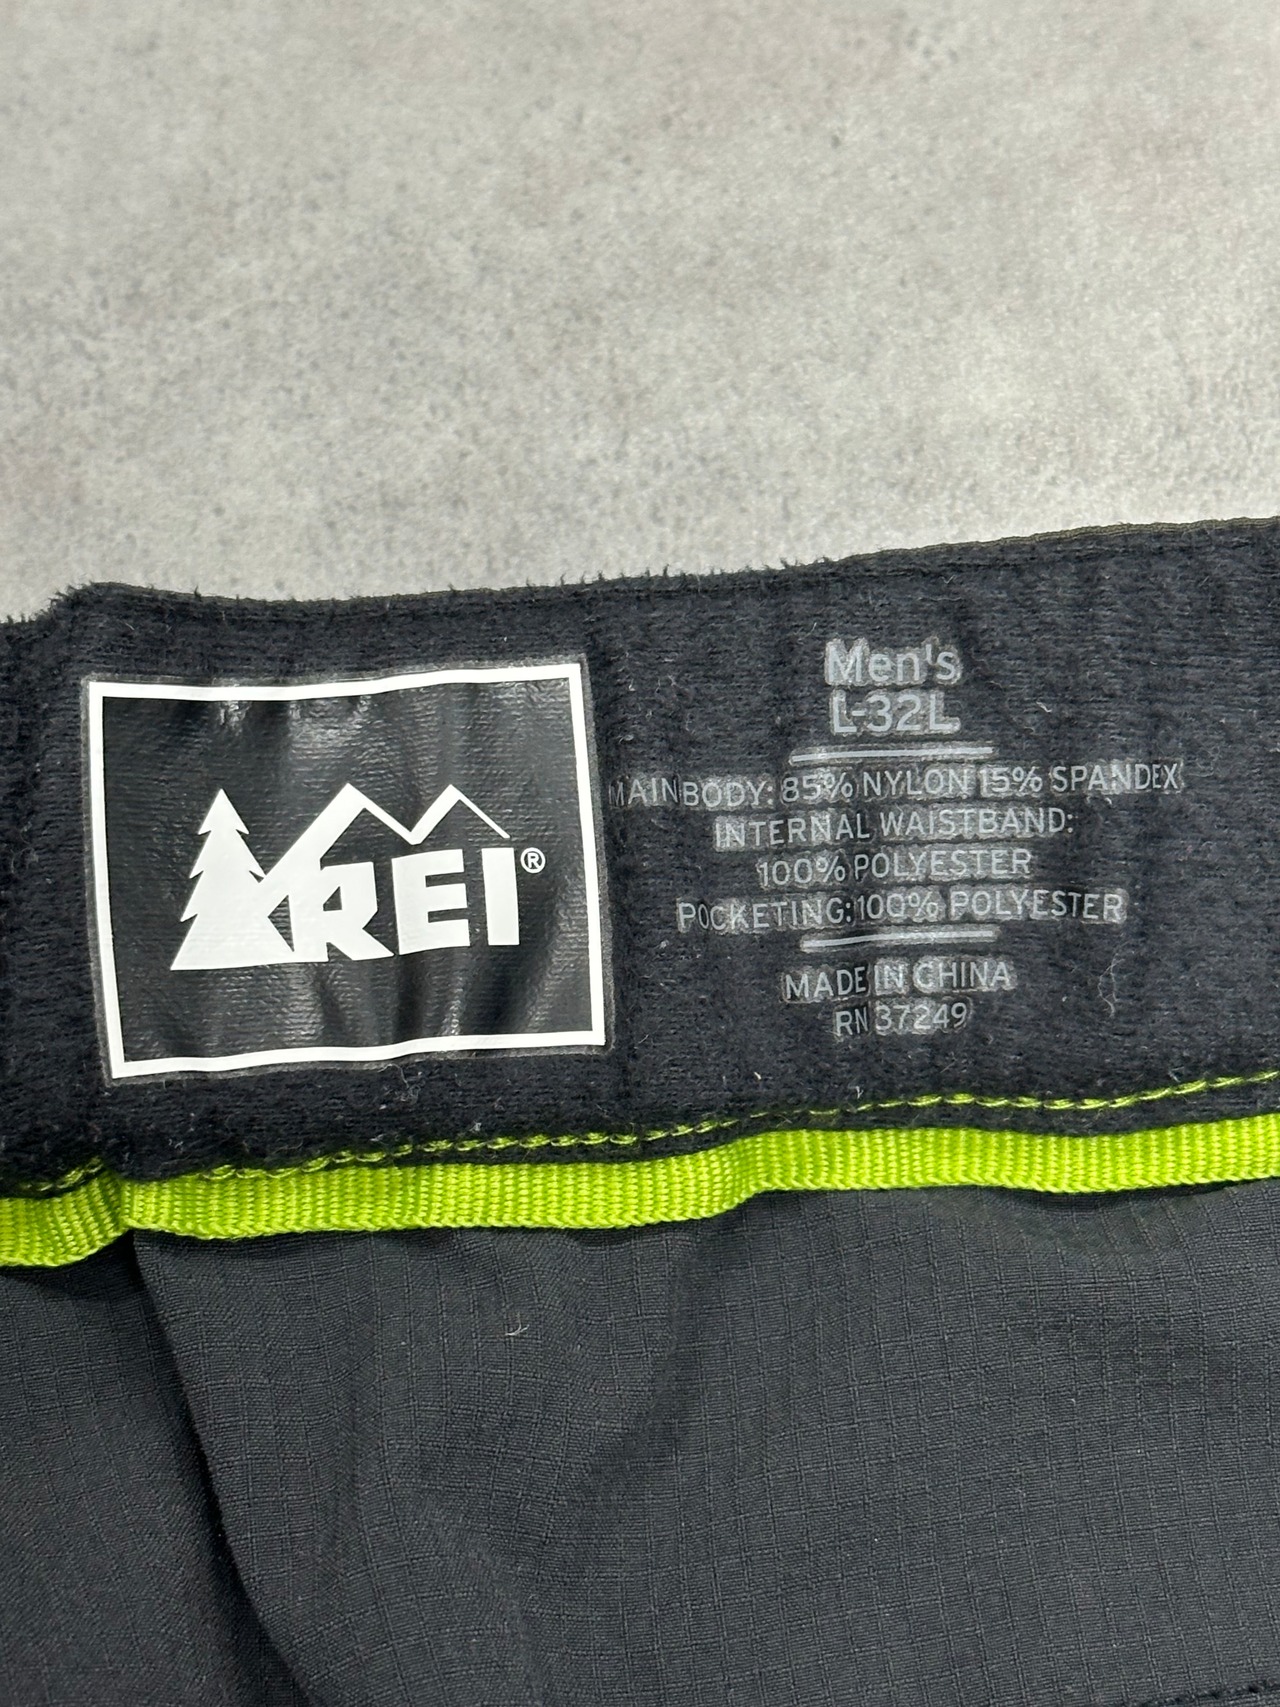 REI®
Men's
L-32L
MAINBODY: 85% NYLON 15% SPANDEX
INTERNAL WAISTBAND:
100% POLYESTER
POCKETING: 100% POLYESTER
MADE IN CHINA
RN 37249